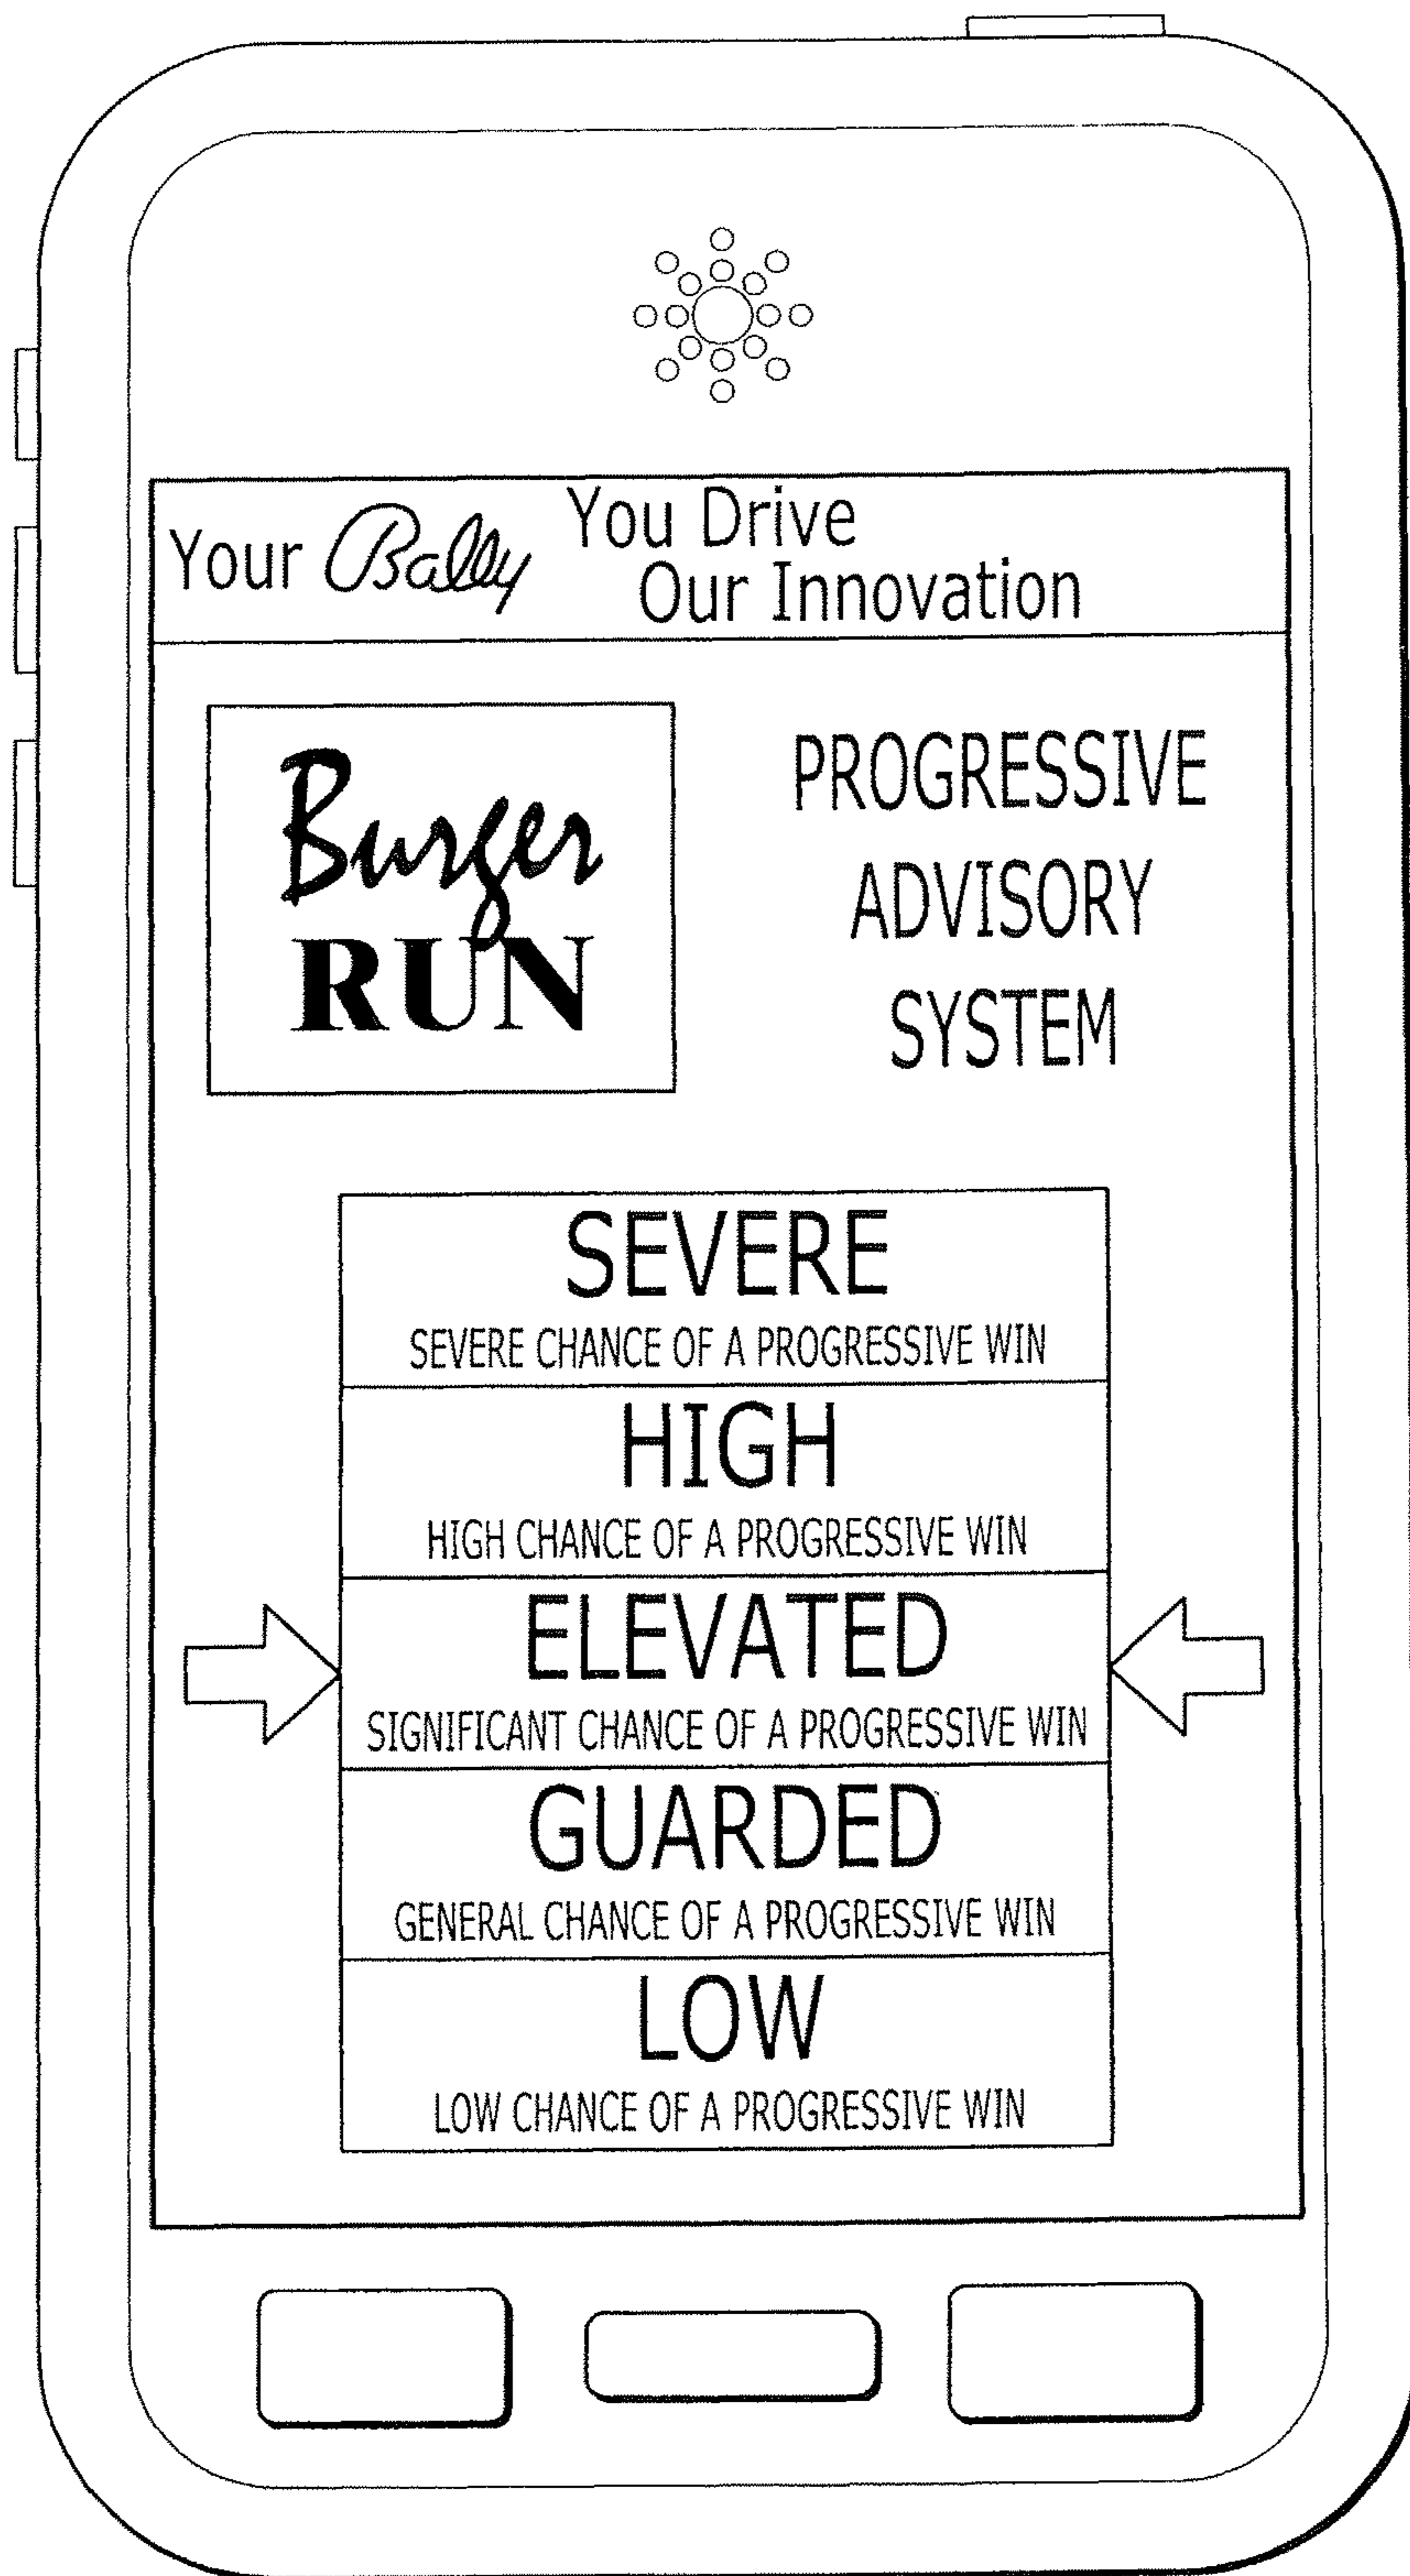 Your Bally You Drive
Our Innovation
Burger
RUN
PROGRESSIVE
ADVISORY
SYSTEM
SEVERE
SEVERE CHANCE OF A PROGRESSIVE WIN
HIGH
HIGH CHANCE OF A PROGRESSIVE WIN
ELEVATED
SIGNIFICANT CHANCE OF A PROGRESSIVE WIN
GUARDED
GENERAL CHANCE OF A PROGRESSIVE WIN
LOW
LOW CHANCE OF A PROGRESSIVE WIN